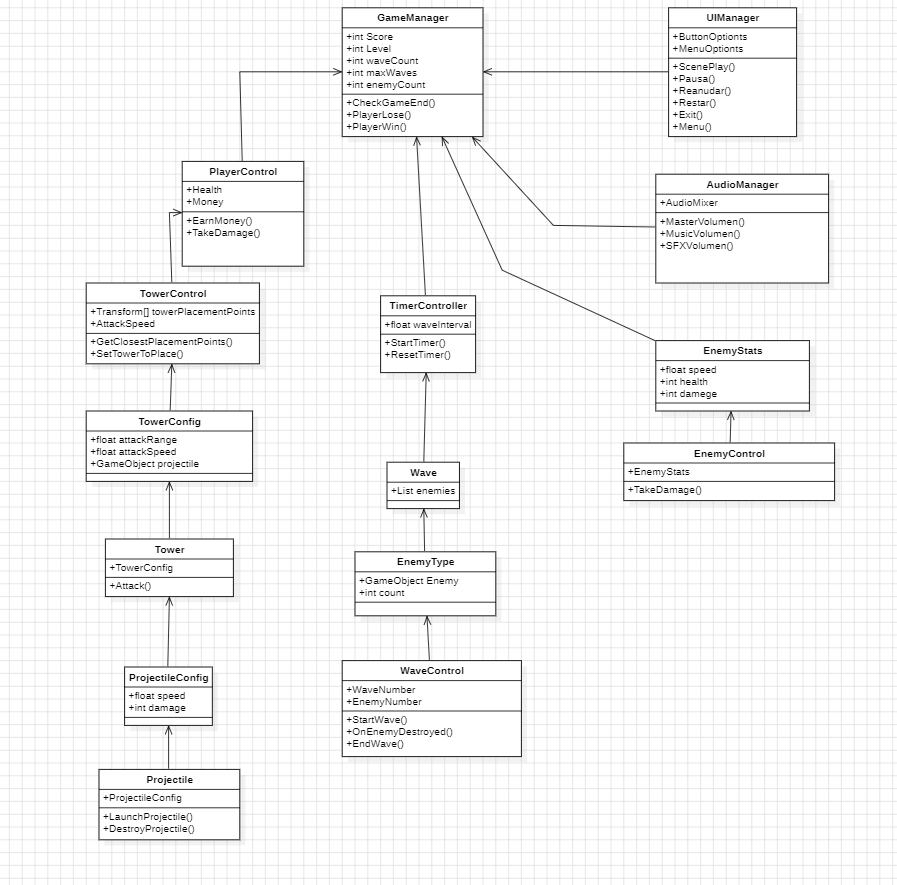 GameManager
+int Score
+int Level
+int waveCount
+int maxWaves
+int enemyCount
+CheckGameEnd()
+PlayerLose()
+PlayerWin()
UIManager
+ButtonOptionts
+MenuOptionts
+ScenePlay()
+Pausa()
+Reanudar()
+Restar()
+Exit()
+Menu()
PlayerControl
+Health
+Money
+EarnMoney()
+TakeDamage()
AudioManager
+AudioMixer
+MasterVolumen()
+MusicVolumen()
+SFXVolumen()
TowerControl
+Transform[] towerPlacementPoints
+AttackSpeed
+GetClosestPlacementPoints()
+SetTowerToPlace()
TimerController
+float waveInterval
+StartTimer()
+ResetTimer()
EnemyStats
+float speed
+int health
+int damege
TowerConfig
+float attackRange
+float attackSpeed
+GameObject projectile
EnemyControl
+EnemyStats
+TakeDamage()
Wave
+List enemies
Tower
+TowerConfig
+Attack()
EnemyType
+GameObject Enemy
+int count
ProjectileConfig
+float speed
+int damage
WaveControl
+WaveNumber
+EnemyNumber
+StartWave()
+OnEnemyDestroyed()
+EndWave()
Projectile
+ProjectileConfig
+LaunchProjectile()
+DestroyProjectile()